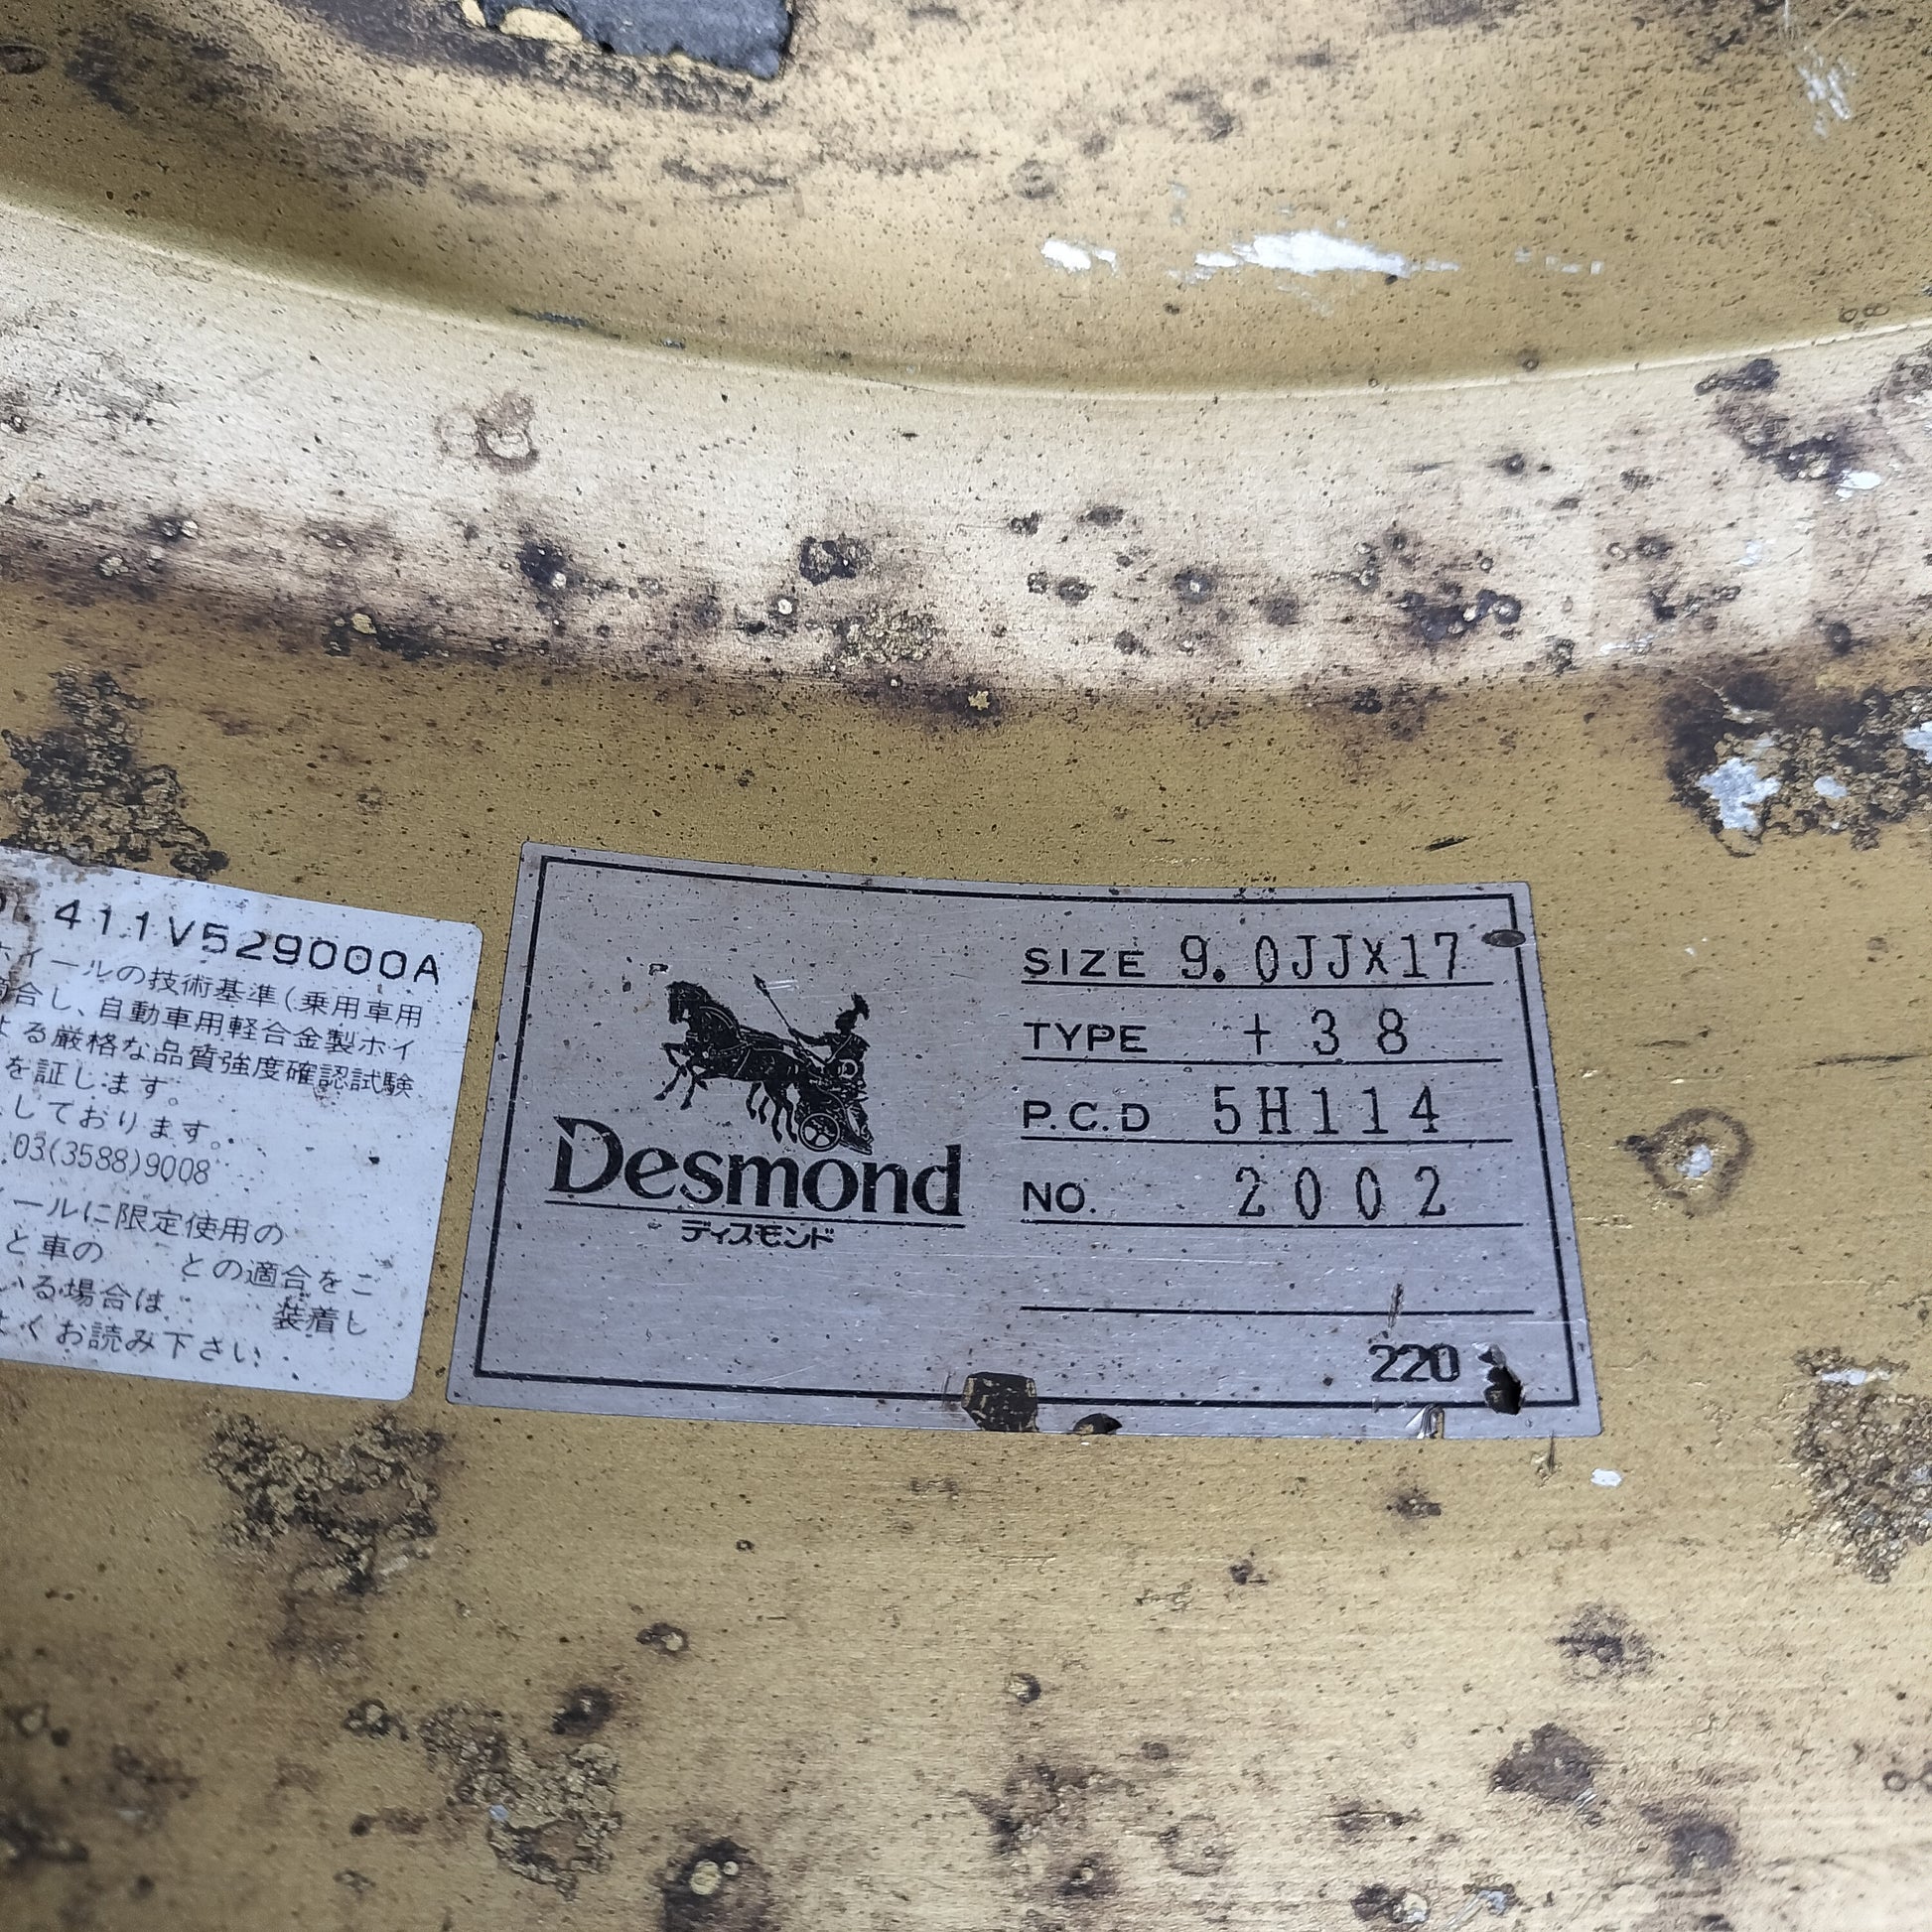 411V529000A
ホイールの技術基準(乗用車用
適合し、自動車用軽合金製ホイ
よる厳格な品質強度確認試験
を証します。
しております。
03(3588)9008
イールに限定使用の
と車の との適合をご
いる場合は 装着し
よくお読み下さい
Desmond
ディスモンド
SIZE 9.0JJX17
TYPE +38
P.C.D 5H114
NO. 2002
220